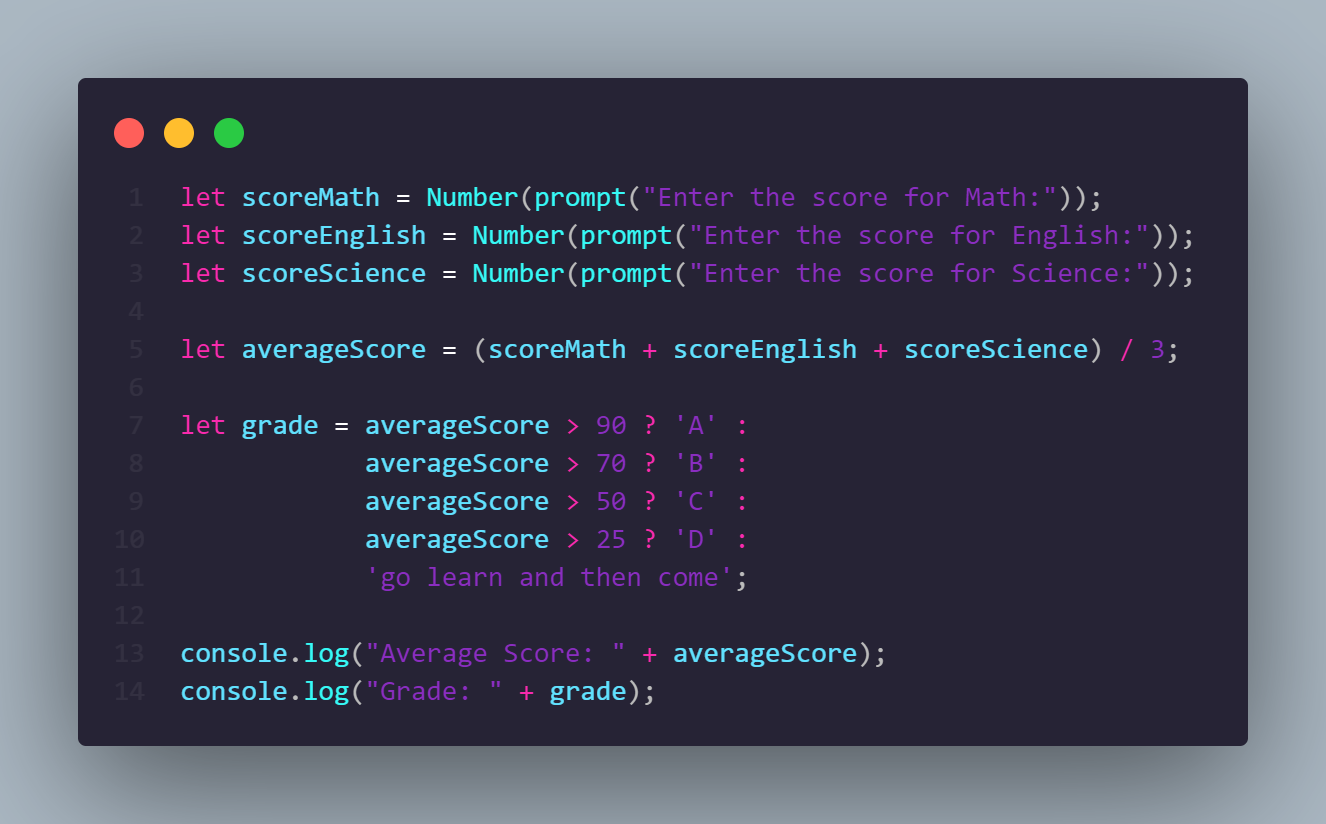 1 let scoreMath = Number(prompt("Enter the score for Math:"));
2 let scoreEnglish = Number(prompt("Enter the score for English:"));
3 let scoreScience = Number(prompt("Enter the score for Science:"));
4
5 let averageScore = (scoreMath + scoreEnglish + scoreScience) / 3;
6
7 let grade = averageScore > 90 ? 'A' :
8             averageScore > 70 ? 'B' :
9             averageScore > 50 ? 'C' :
10             averageScore > 25 ? 'D' :
11             'go learn and then come';
12
13 console.log("Average Score: " + averageScore);
14 console.log("Grade: " + grade);